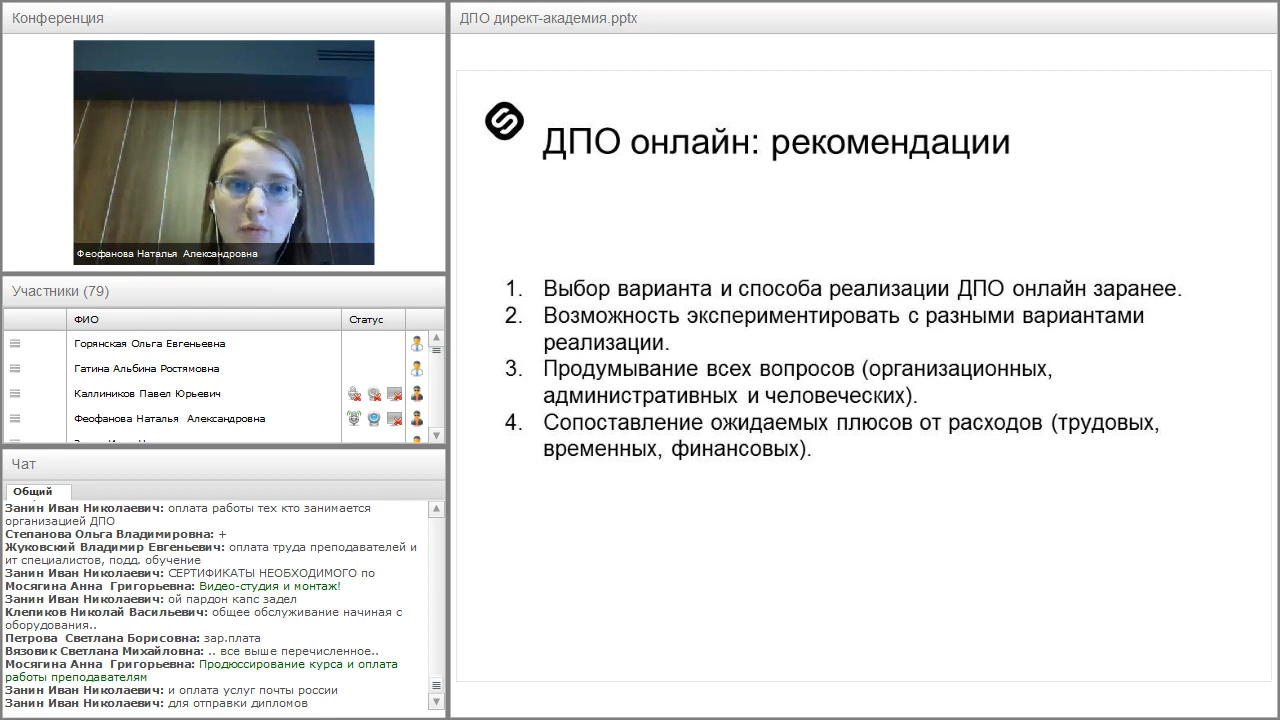 Конференция
Феофанова Наталья Александровна
Участники (79)
ФИО
Статус
Горянская Ольга Евгеньевна
Гатина Альбина Ростямовна
Каллиников Павел Юрьевич
Феофанова Наталья Александровна
Чат
Общий
Занин Иван Николаевич: оплата работы тех кто занимается
организацией ДПО
Степанова Ольга Владимировна: +
Жуковский Владимир Евгеньевич: оплата труда преподавателей и
ит специалистов, подд. обучение
Занин Иван Николаевич: СЕРТИФИКАТЫ НЕОБХОДИМОГО по
Мосягина Анна Григорьевна: Видео-студия и монтаж!
Занин Иван Николаевич: ой пардон капс задел
Клепиков Николай Васильевич: общее обслуживание начиная с
оборудования..
Петрова Светлана Борисовна: зар.плата
Вязовик Светлана Михайловна: .. все выше перечисленное..
Мосягина Анна Григорьевна: Продюссирование курса и оплата
работы преподавателям
Занин Иван Николаевич: и оплата услуг почты россии
Занин Иван Николаевич: для отправки дипломов
ДПО директ-академия.pptx
ДПО онлайн: рекомендации
1. Выбор варианта и способа реализации ДПО онлайн заранее.
2. Возможность экспериментировать с разными вариантами
реализации.
3. Продумывание всех вопросов (организационных,
административных и человеческих).
4. Сопоставление ожидаемых плюсов от расходов (трудовых,
временных, финансовых).